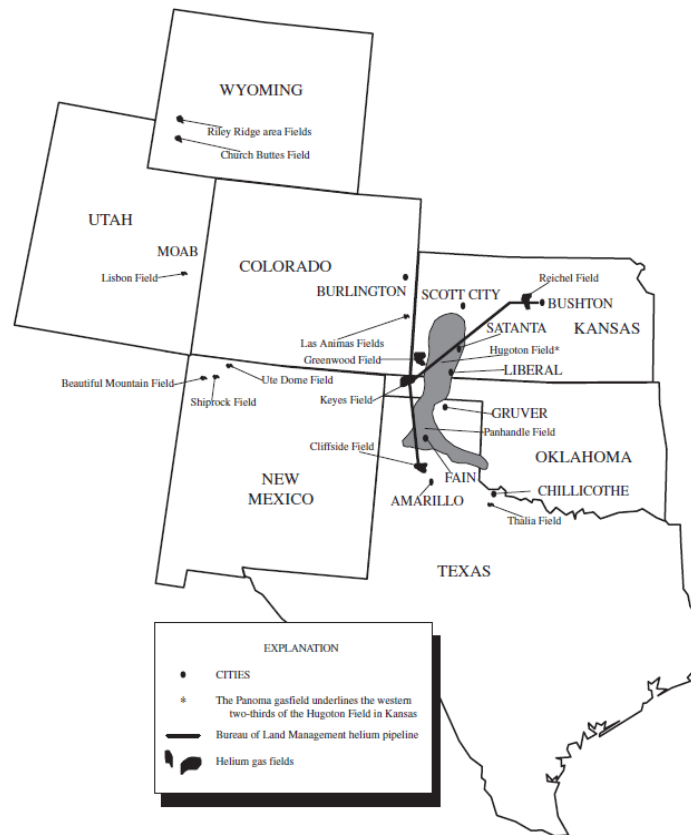 WYOMING
Riley Ridge area Fields
Church Buttes Field
UTAH
MOAB
Lisbon Field
COLORADO
BURLINGTON
Las Animas Fields
Greenwood Field
SCOTT CITY
Reichel Field
BUSHTON
SATANTA
KANSAS
Hugoton Field*
LIBERAL
Beautiful Mountain Field
Ute Dome Field
Shiprock Field
Keyes Field
GRUVER
Panhandle Field
Cliffside Field
OKLAHOMA
FAIN
NEW
MEXICO
AMARILLO
CHILLICOTHE
Thalia Field
TEXAS
EXPLANATION
CITIES
* The Panoma gasfield underlines the western
two-thirds of the Hugoton Field in Kansas
Bureau of Land Management helium pipeline
Helium gas fields